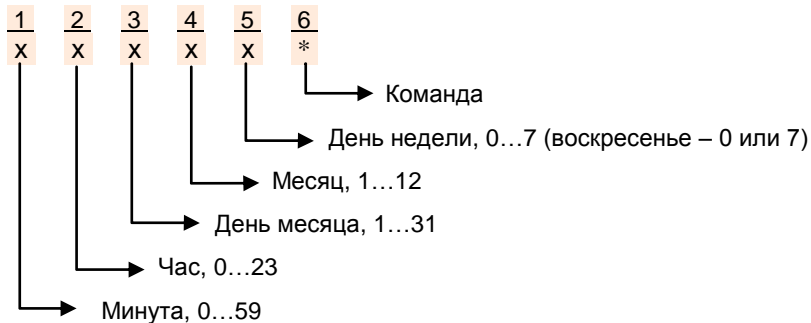 1 2 3 4 5 6
x x x x x *
Команда
День недели, 0…7 (воскресенье – 0 или 7)
Месяц, 1…12
День месяца, 1…31
Час, 0…23
Минута, 0…59